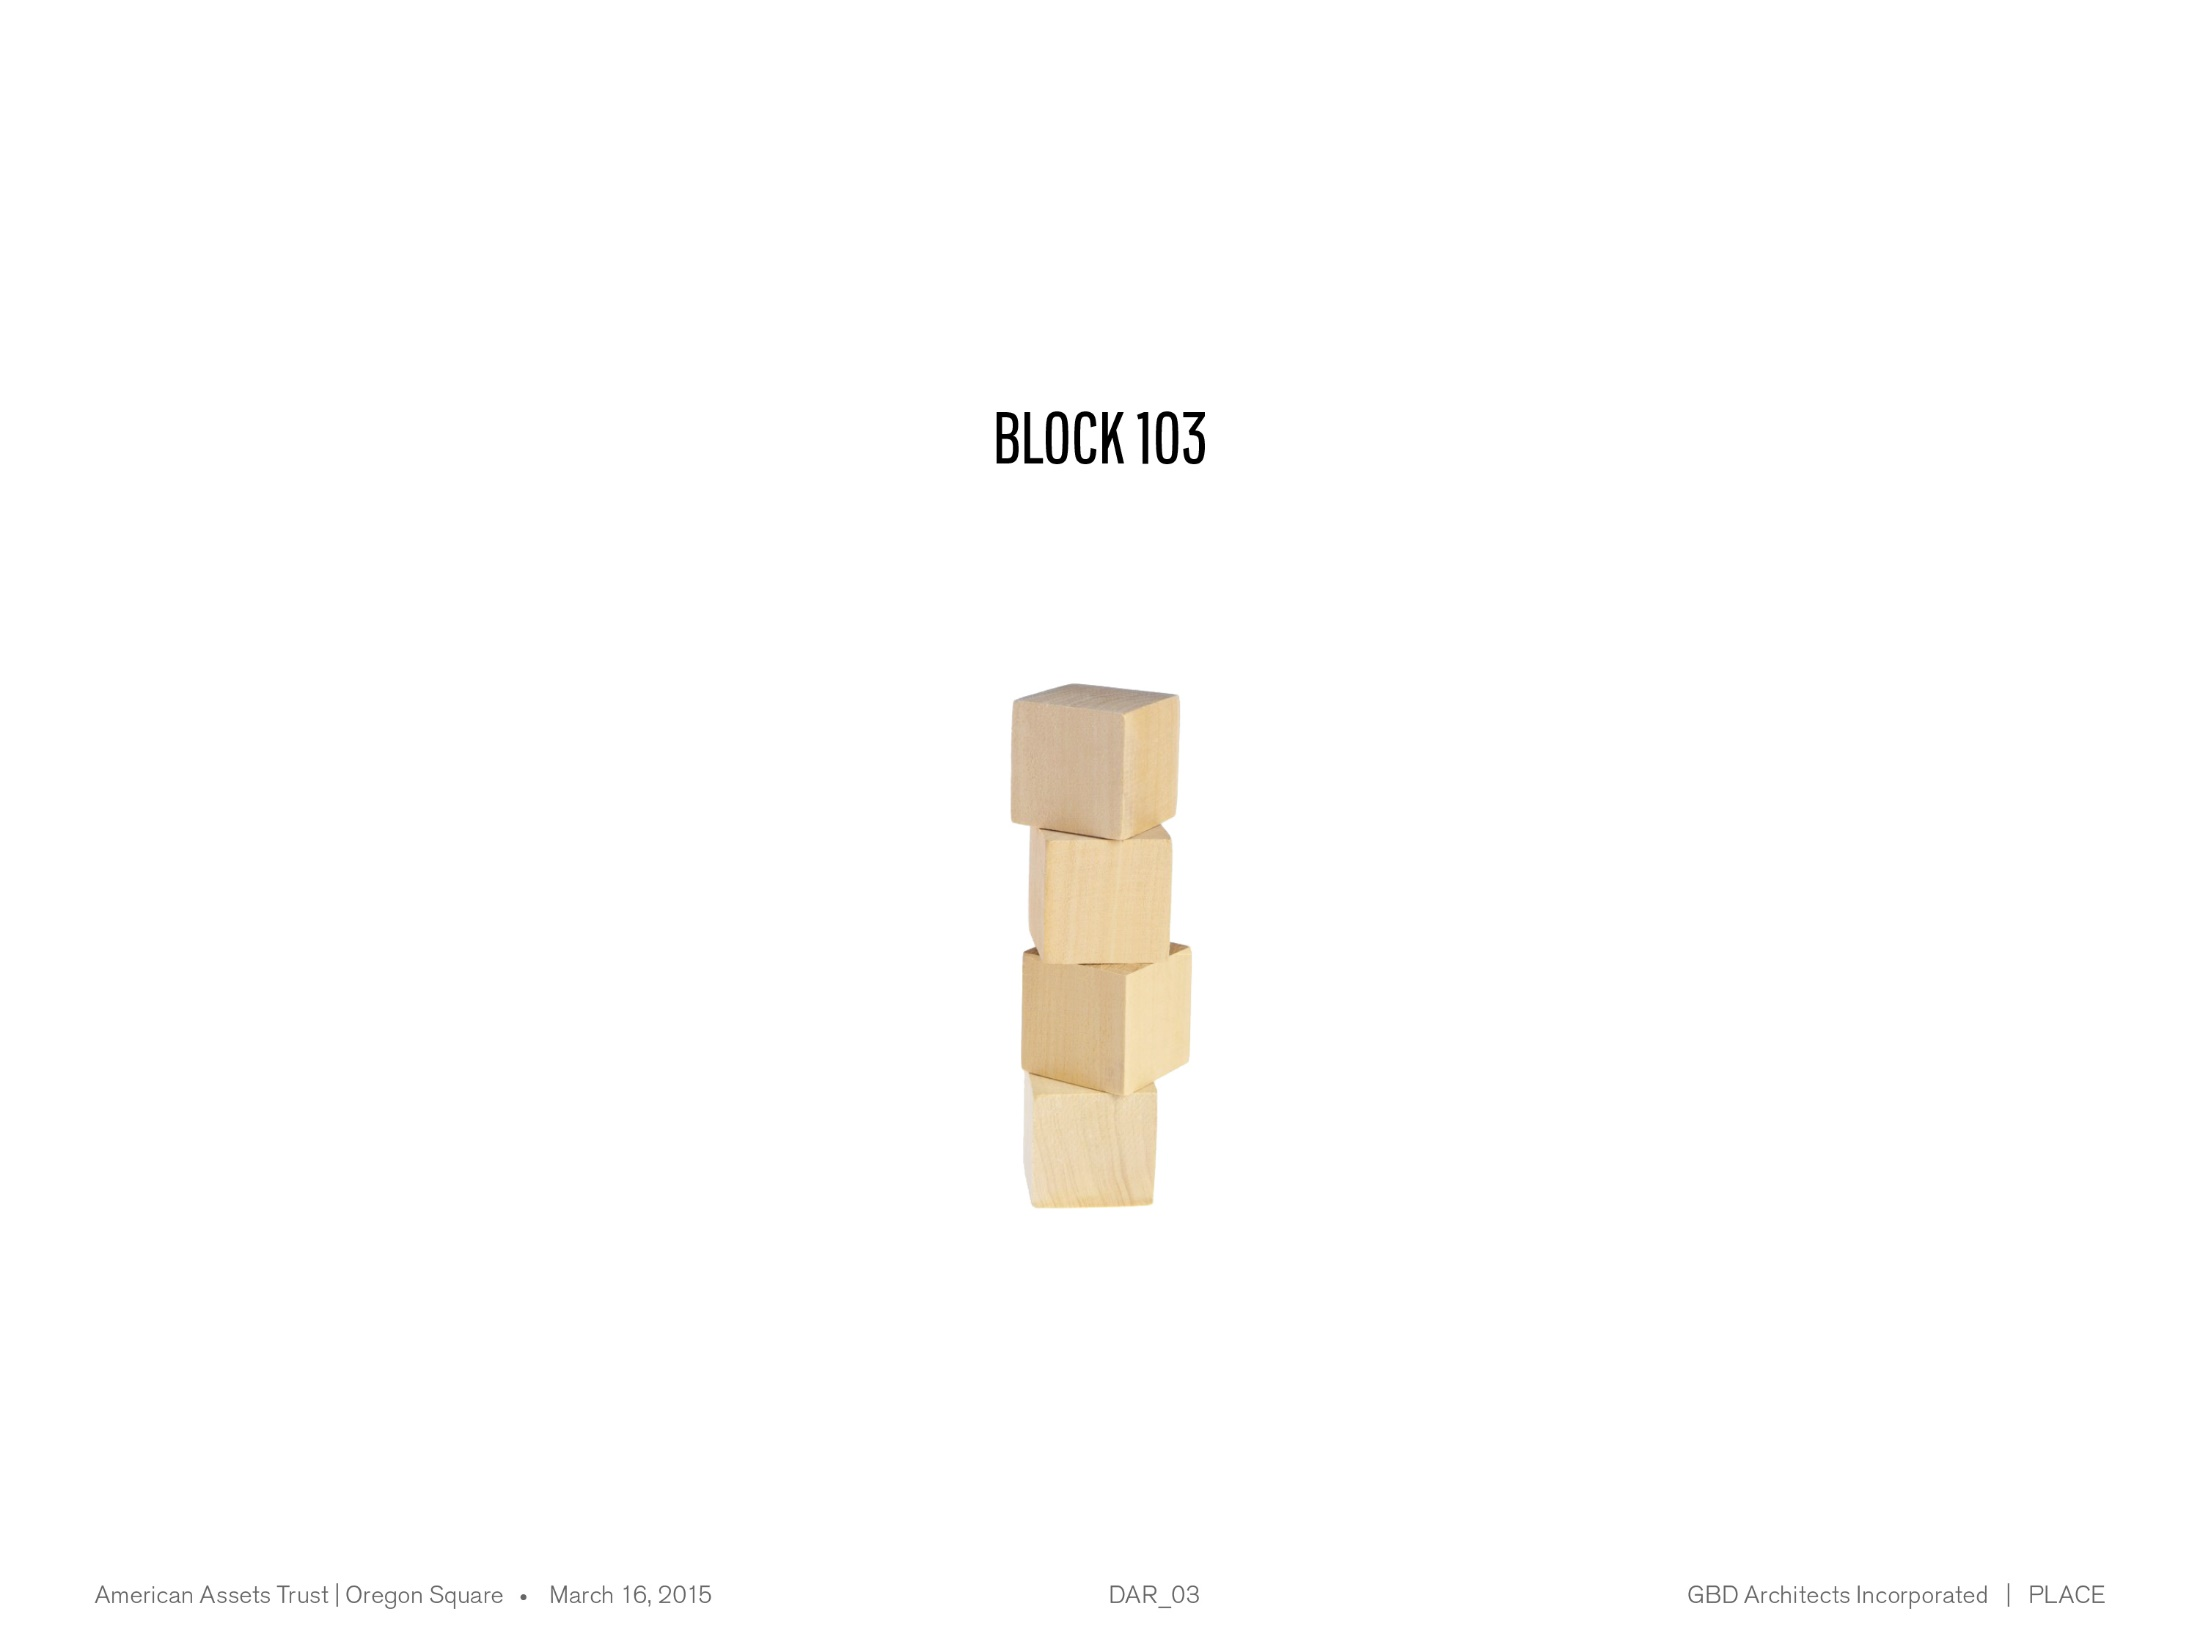 BLOCK 103
American Assets Trust | Oregon Square • March 16, 2015
DAR_03
GBD Architects Incorporated | PLACE